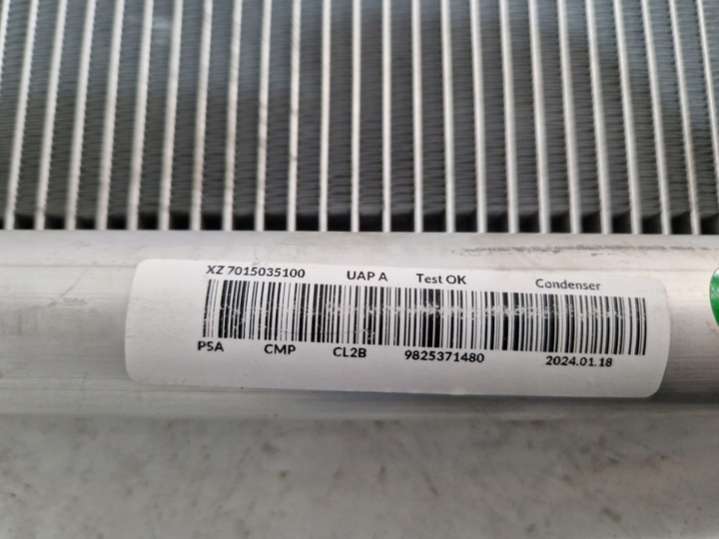 XZ 7015035100 UAP A Test OK Condenser
PSA CMP CL2B 9825371480 2024.01.18